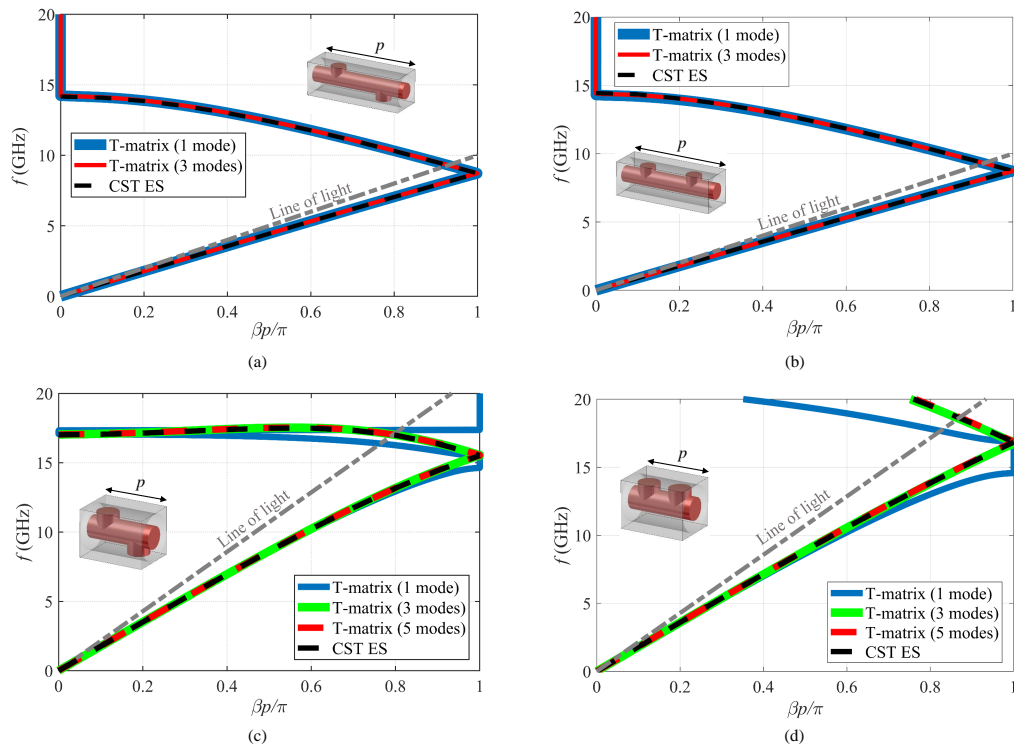 20
15
10
5
0
f (GHz)
p
T-matrix (1 mode)
T-matrix (3 modes)
CST ES
Line of light
0
0.2
0.4
0.6
0.8
1
βp/π
(a)
20
15
10
5
0
f (GHz)
T-matrix (1 mode)
T-matrix (3 modes)
CST ES
p
Line of light
0
0.2
0.4
0.6
0.8
1
βp/π
(b)
20
15
10
5
0
f (GHz)
p
Line of light
T-matrix (1 mode)
T-matrix (3 modes)
T-matrix (5 modes)
CST ES
0
0.2
0.4
0.6
0.8
1
βp/π
(c)
20
15
10
5
0
f (GHz)
p
Line of light
T-matrix (1 mode)
T-matrix (3 modes)
T-matrix (5 modes)
CST ES
0
0.2
0.4
0.6
0.8
1
βp/π
(d)